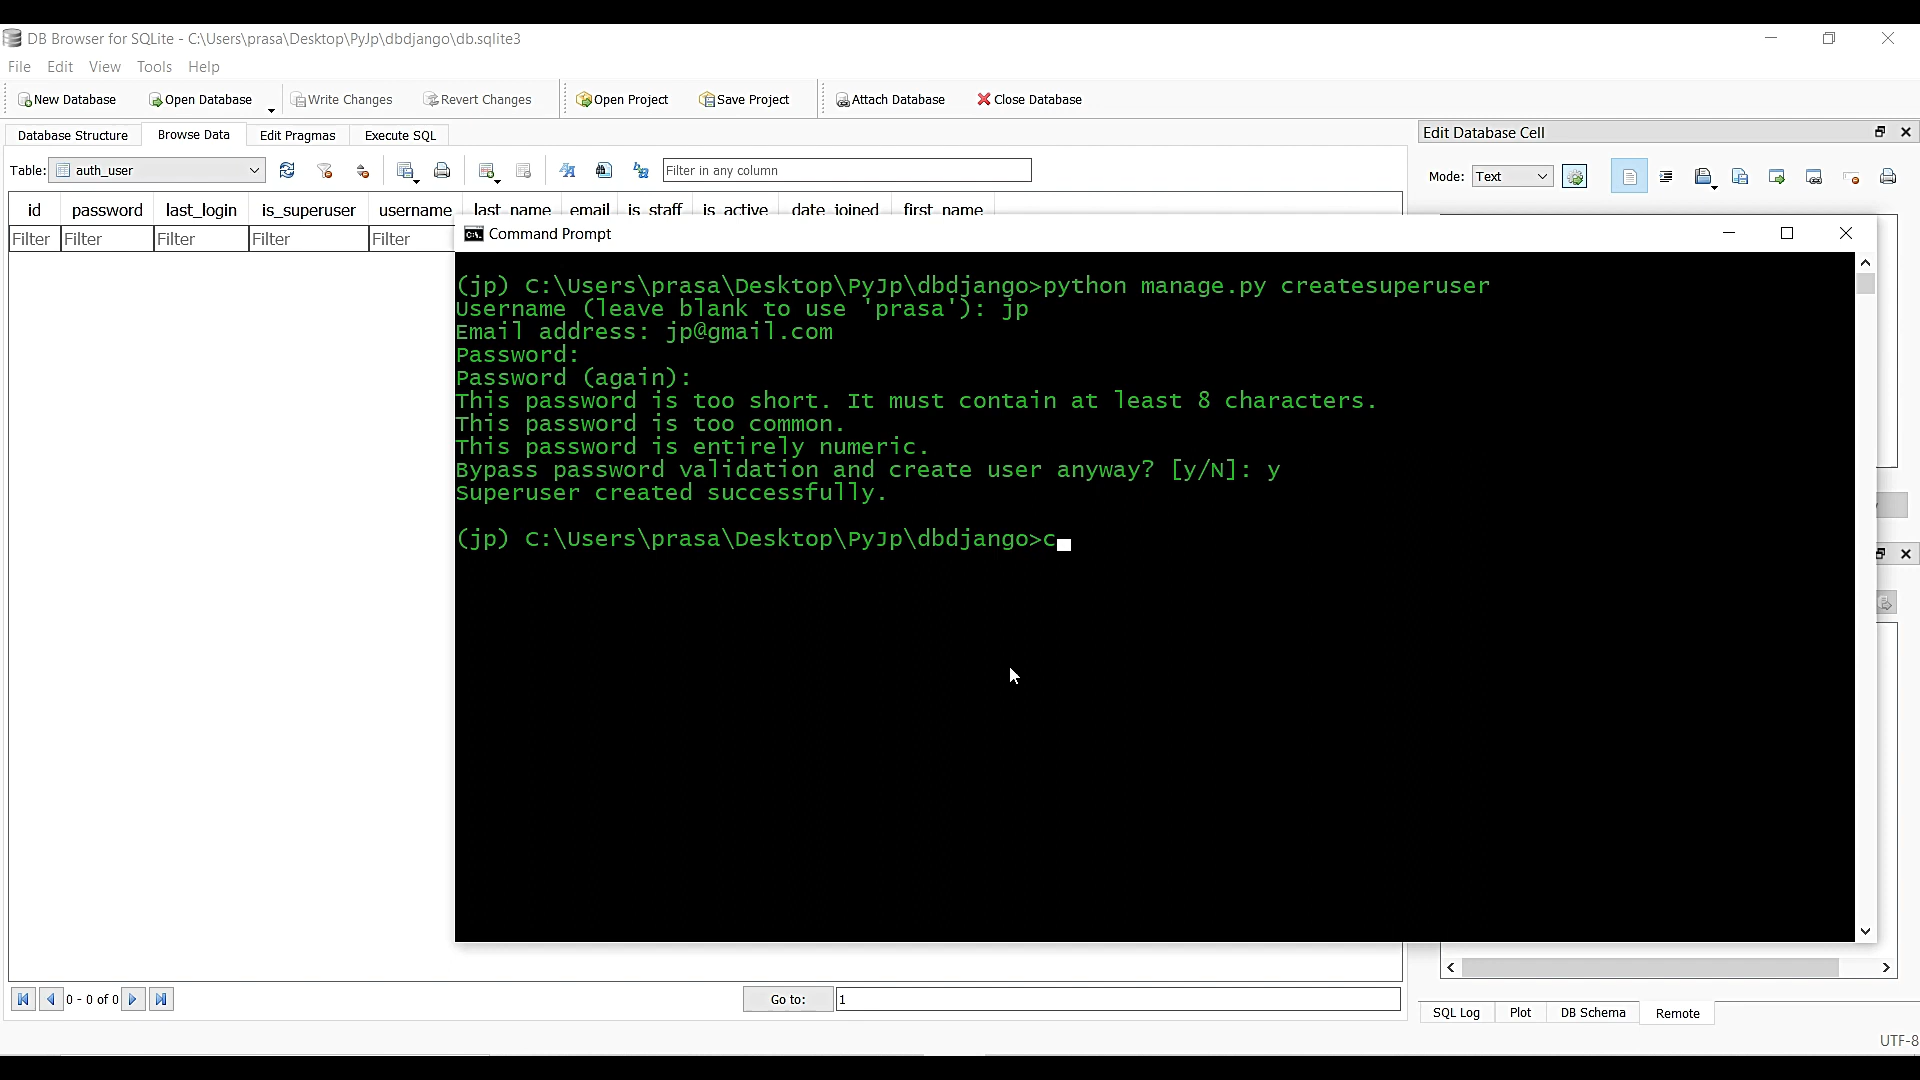 DB Browser for SQLite - C:\Users\prasa\Desktop\PyJp\dbdjango\db.sqlite3
File Edit View Tools Help
New Database Open Database Write Changes Revert Changes Open Project Save Project Attach Database Close Database
Database Structure Browse Data Edit Pragmas Execute SQL
Edit Database Cell
Table: auth_user Filter in any column
Mode: Text
id password last_login is_superuser username last_name email is_staff is_active date_joined first_name
Filter Filter Filter Filter Filter
Command Prompt
(jp) C:\Users\prasa\Desktop\PyJp\dbdjango>python manage.py createsuperuser
Username (leave blank to use 'prasa'): jp
Email address: jp@gmail.com
Password:
Password (again):
This password is too short. It must contain at least 8 characters.
This password is too common.
This password is entirely numeric.
Bypass password validation and create user anyway? [y/N]: y
Superuser created successfully.
(jp) C:\Users\prasa\Desktop\PyJp\dbdjango>c
0 - 0 of 0 Go to: 1
SQL Log Plot DB Schema Remote
UTF-8